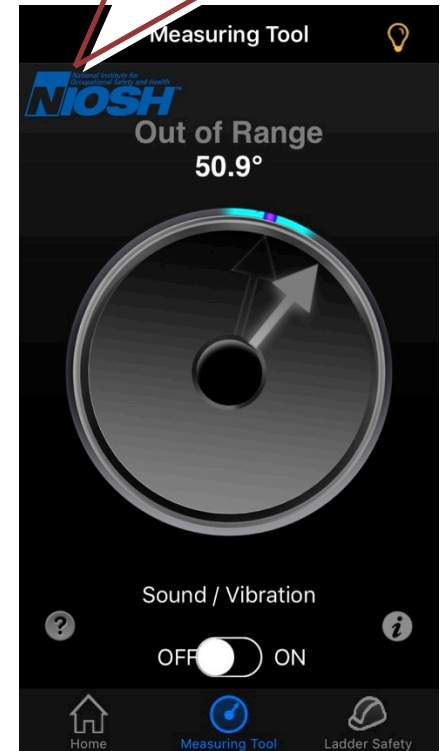 Measuring Tool
National Institute for
Occupational Safety and Health
NIOSH™
Out of Range
50.9°
Sound / Vibration
?
i
OFF ON
Home Measuring Tool Ladder Safety